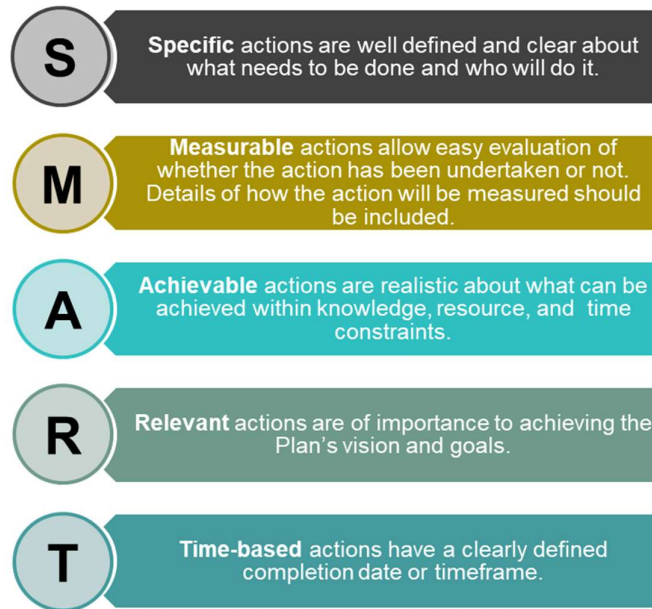 S
Specific actions are well defined and clear about
what needs to be done and who will do it.
M
Measurable actions allow easy evaluation of
whether the action has been undertaken or not.
Details of how the action will be measured should
be included.
A
Achievable actions are realistic about what can be
achieved within knowledge, resource, and time
constraints.
R
Relevant actions are of importance to achieving the
Plan’s vision and goals.
T
Time-based actions have a clearly defined
completion date or timeframe.